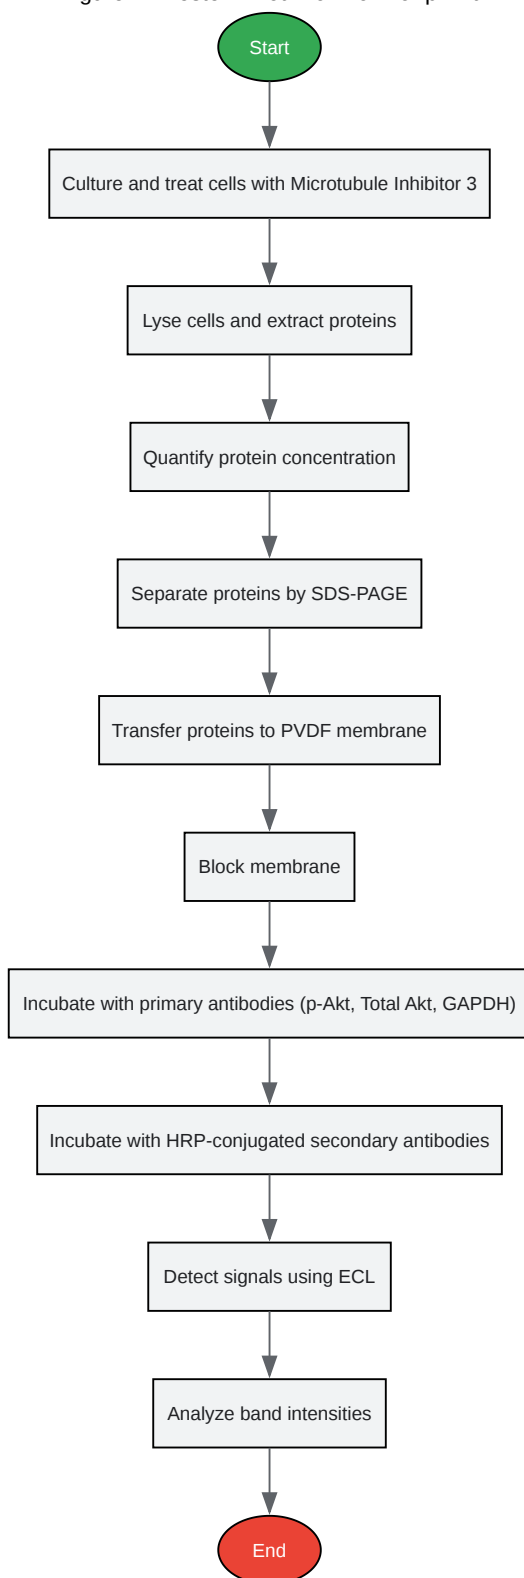 Start
Culture and treat cells with Microtubule Inhibitor 3
Lyse cells and extract proteins
Quantify protein concentration
Separate proteins by SDS-PAGE
Transfer proteins to PVDF membrane
Block membrane
Incubate with primary antibodies (p-Akt, Total Akt, GAPDH)
Incubate with HRP-conjugated secondary antibodies
Detect signals using ECL
Analyze band intensities
End